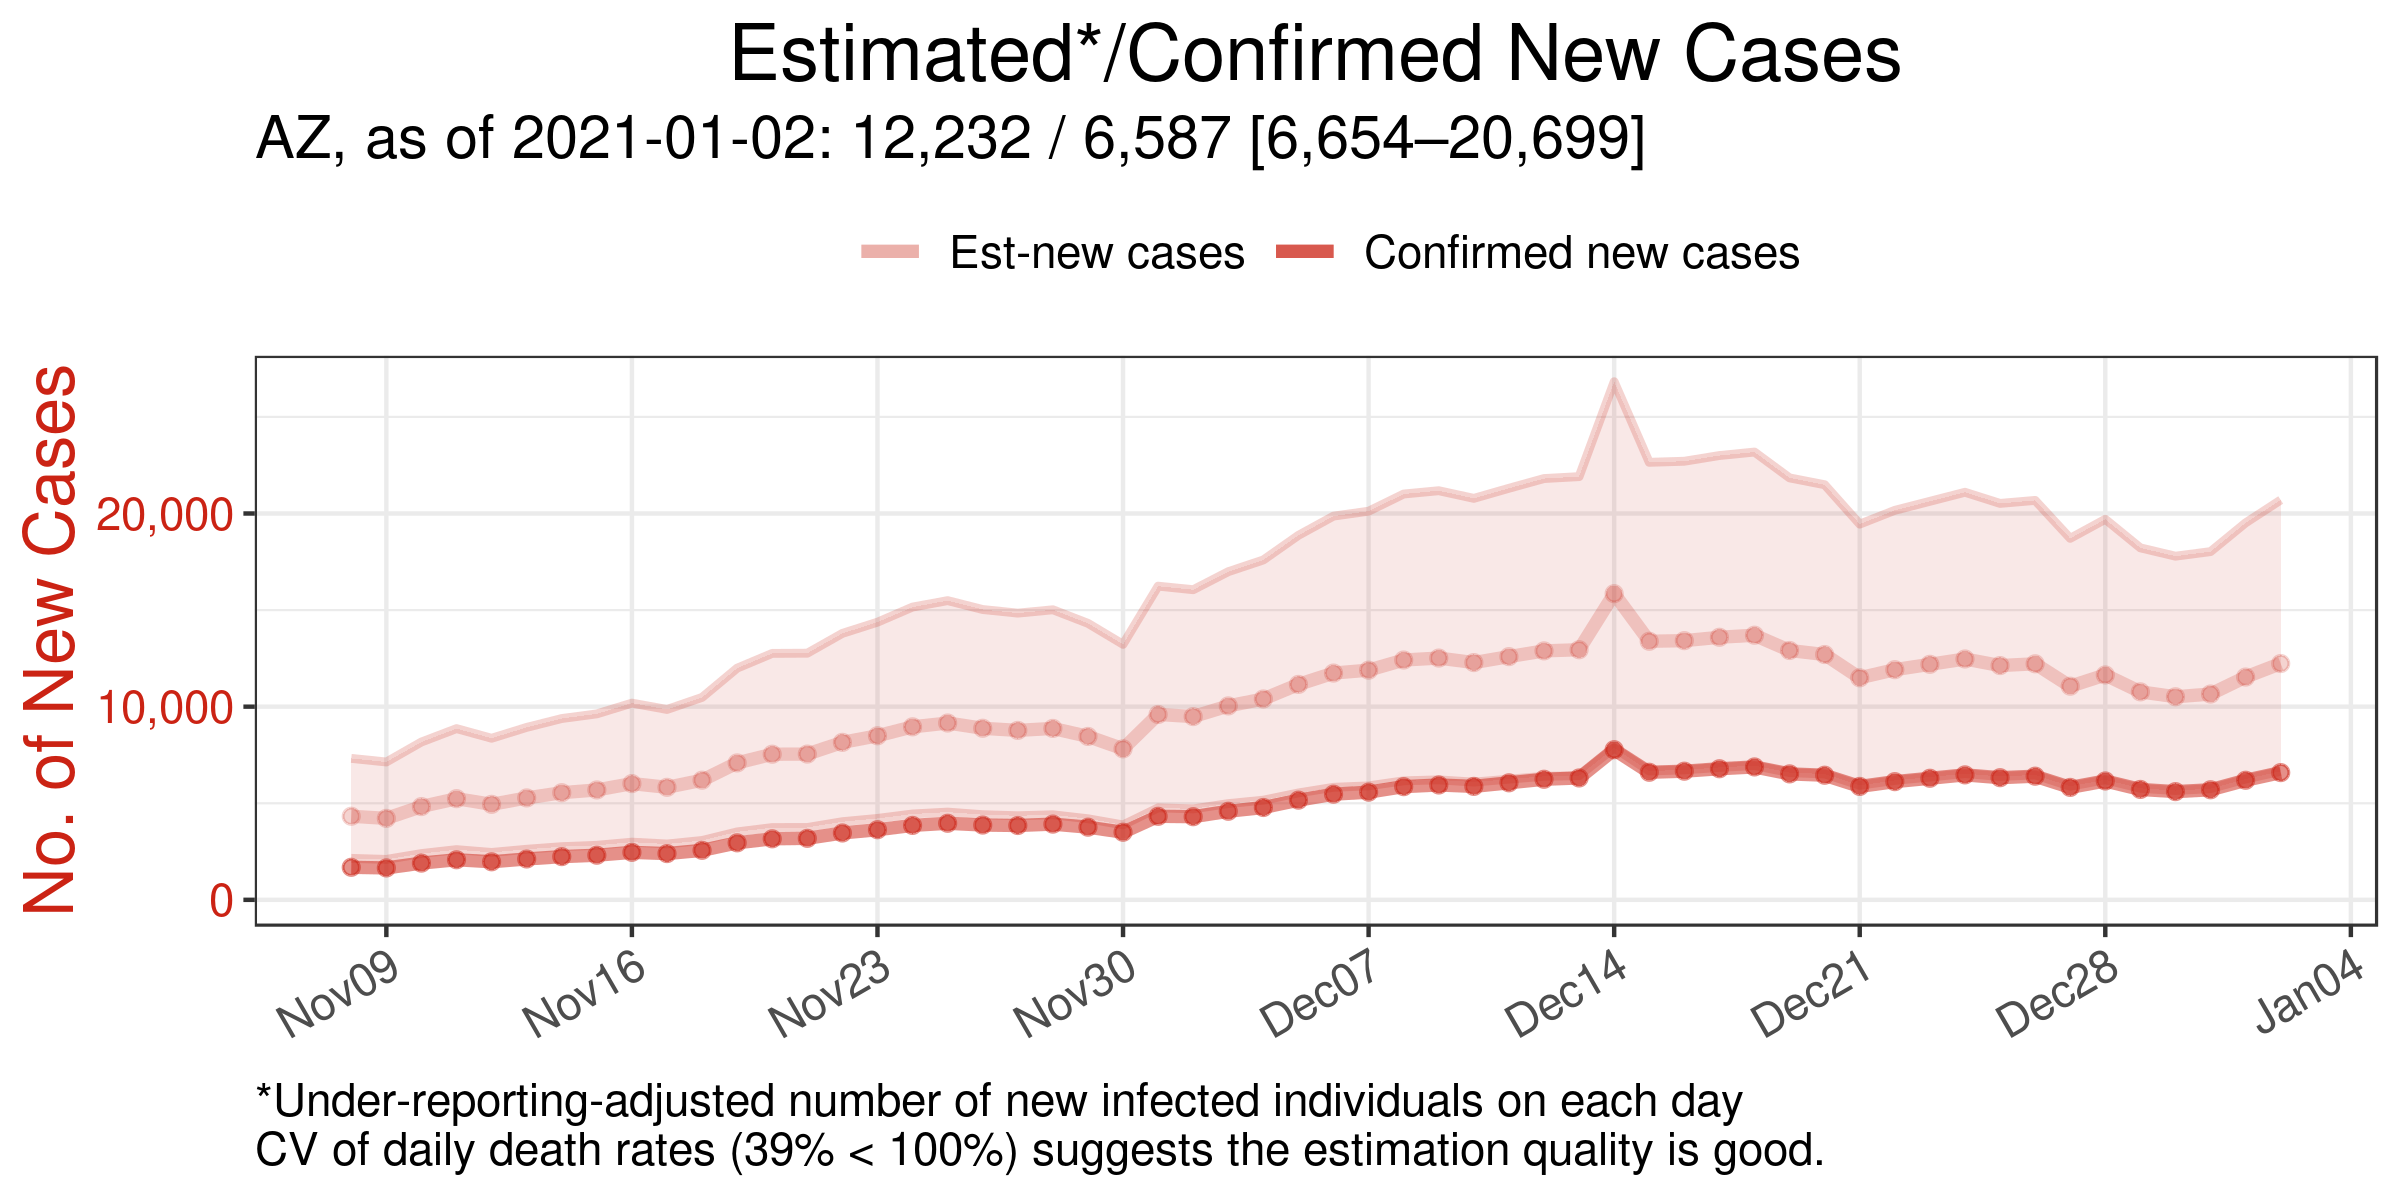 Estimated*/Confirmed New Cases
AZ, as of 2021-01-02: 12,232 / 6,587 [6,654–20,699]
Est-new cases
Confirmed new cases
No. of New Cases
20,000
10,000
0
Nov09
Nov16
Nov23
Nov30
Dec07
Dec14
Dec21
Dec28
Jan04
*Under-reporting-adjusted number of new infected individuals on each day
CV of daily death rates (39% < 100%) suggests the estimation quality is good.